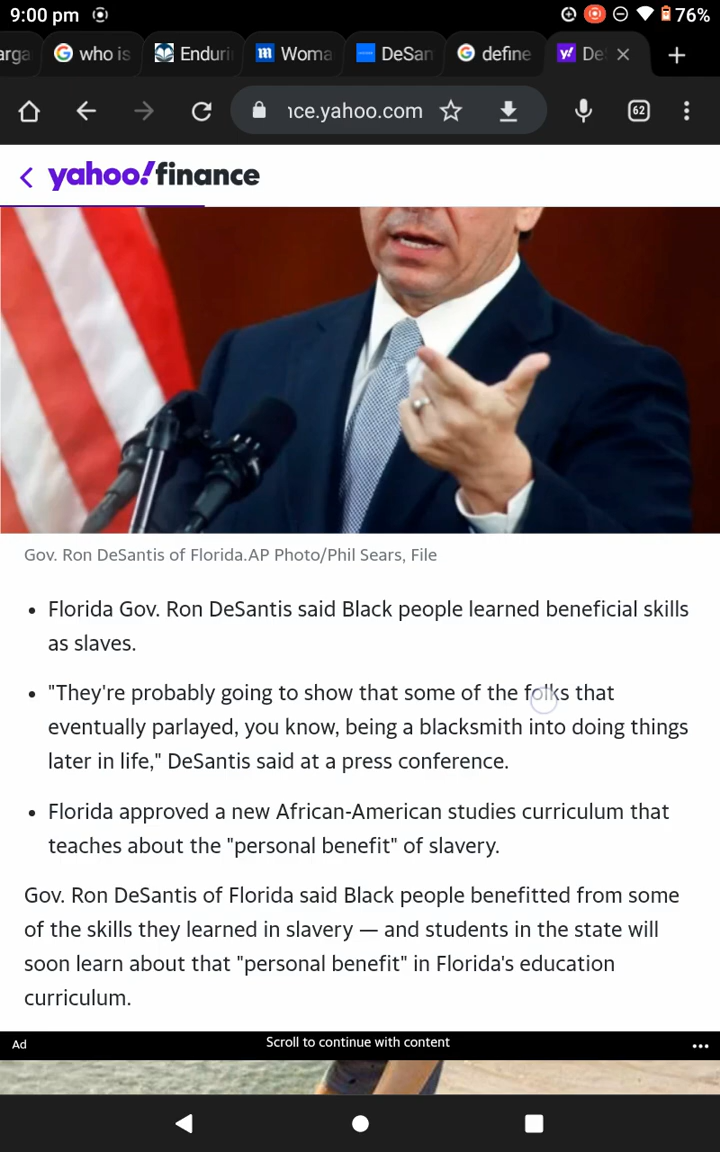 9:00 pm 76%
arga who is Enduri Woma DeSan define De
nce.yahoo.com 62
yahoo!finance
Gov. Ron DeSantis of Florida.AP Photo/Phil Sears, File
• Florida Gov. Ron DeSantis said Black people learned beneficial skills
as slaves.
• "They're probably going to show that some of the folks that
eventually parlayed, you know, being a blacksmith into doing things
later in life," DeSantis said at a press conference.
• Florida approved a new African-American studies curriculum that
teaches about the "personal benefit" of slavery.
Gov. Ron DeSantis of Florida said Black people benefitted from some
of the skills they learned in slavery — and students in the state will
soon learn about that "personal benefit" in Florida's education
curriculum.
Ad Scroll to continue with content